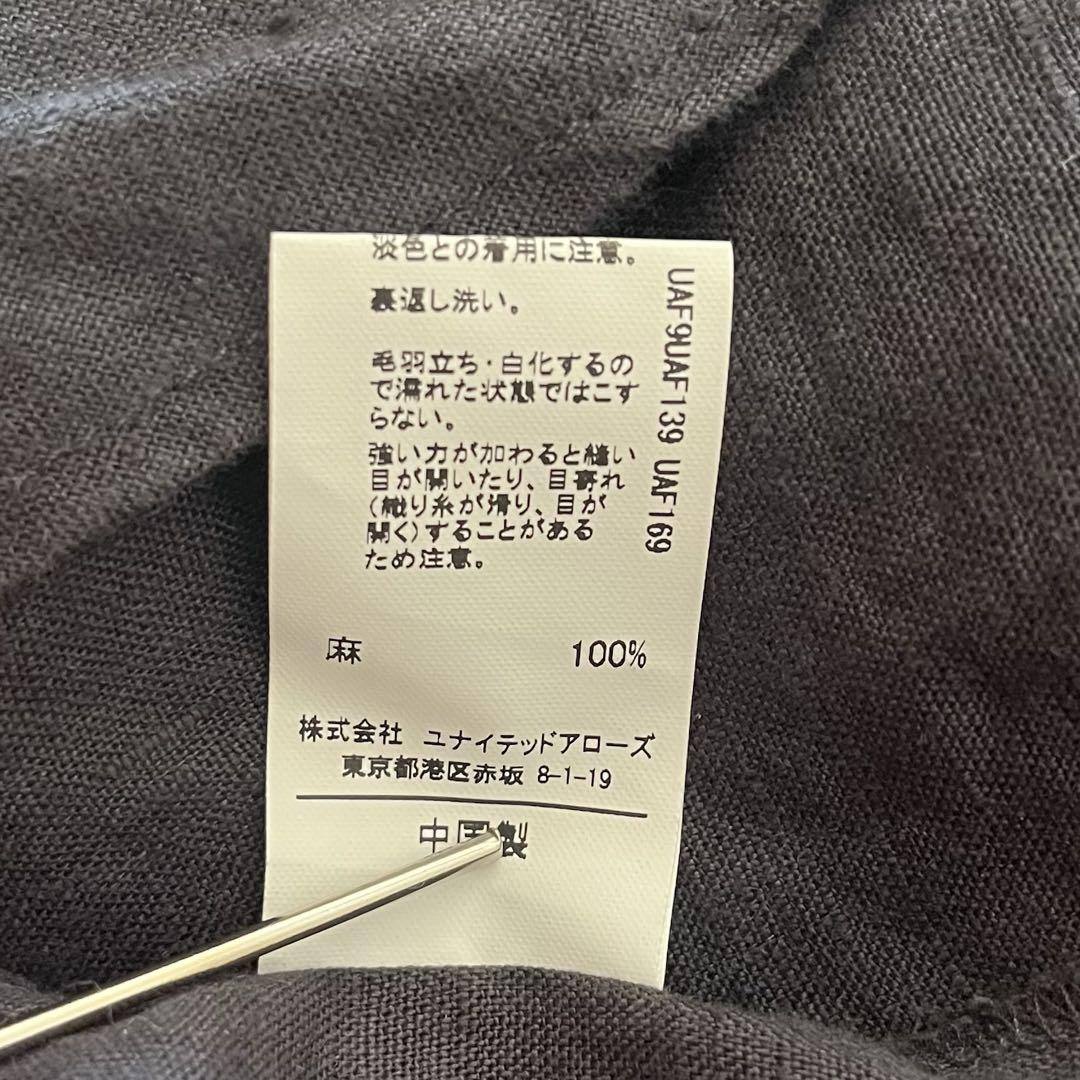 淡色との着用に注意。
裏返し洗い。
毛羽立ち・白化するの
で濡れた状態ではこす
らない。
強い力が加わると縫い
目が開いたり、目寄れ
(織り糸が滑り、目が
開く)することがある
ため注意。
麻 100%
株式会社 ユナイテッドアローズ
東京都港区赤坂 8-1-19
中国製
UAF9UAF139 UAF169